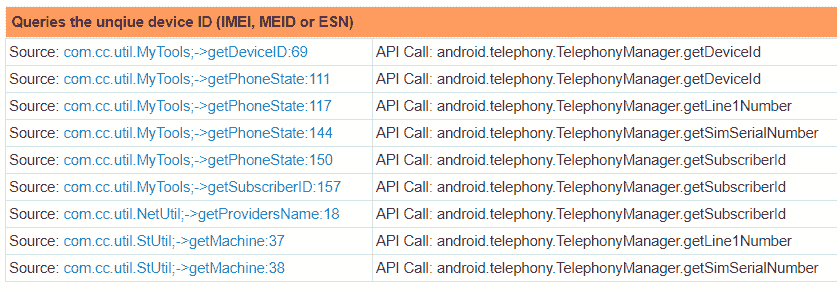 Queries the unqiue device ID (IMEI, MEID or ESN)
Source: com.cc.util.MyTools;->getDeviceID:69 API Call: android.telephony.TelephonyManager.getDeviceId
Source: com.cc.util.MyTools;->getPhoneState:111 API Call: android.telephony.TelephonyManager.getDeviceId
Source: com.cc.util.MyTools;->getPhoneState:117 API Call: android.telephony.TelephonyManager.getLine1Number
Source: com.cc.util.MyTools;->getPhoneState:144 API Call: android.telephony.TelephonyManager.getSimSerialNumber
Source: com.cc.util.MyTools;->getPhoneState:150 API Call: android.telephony.TelephonyManager.getSubscriberId
Source: com.cc.util.MyTools;->getSubscriberID:157 API Call: android.telephony.TelephonyManager.getSubscriberId
Source: com.cc.util.NetUtil;->getProvidersName:18 API Call: android.telephony.TelephonyManager.getSubscriberId
Source: com.cc.util.StUtil;->getMachine:37 API Call: android.telephony.TelephonyManager.getLine1Number
Source: com.cc.util.StUtil;->getMachine:38 API Call: android.telephony.TelephonyManager.getSimSerialNumber